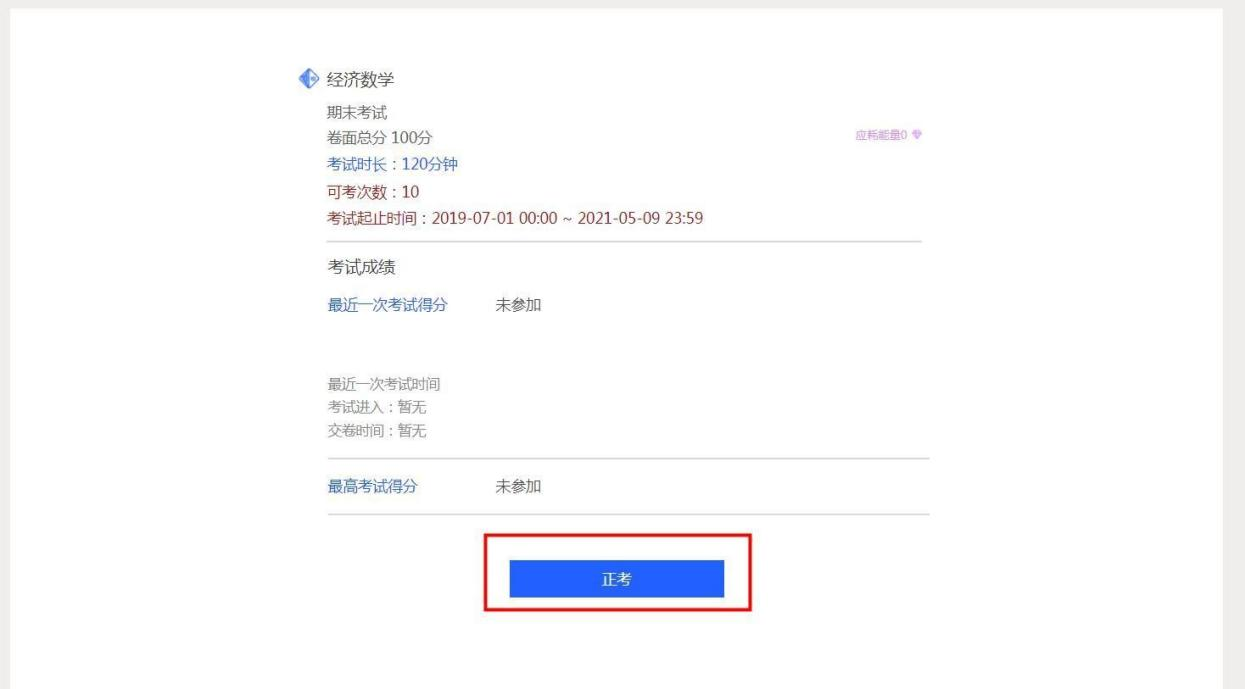 经济数学
期末考试
卷面总分 100分
应耗能量0
考试时长：120分钟
可考次数：10
考试起止时间：2019-07-01 00:00 ~ 2021-05-09 23:59
考试成绩
最近一次考试得分 未参加
最近一次考试时间
考试进入：暂无
交卷时间：暂无
最高考试得分 未参加
正考